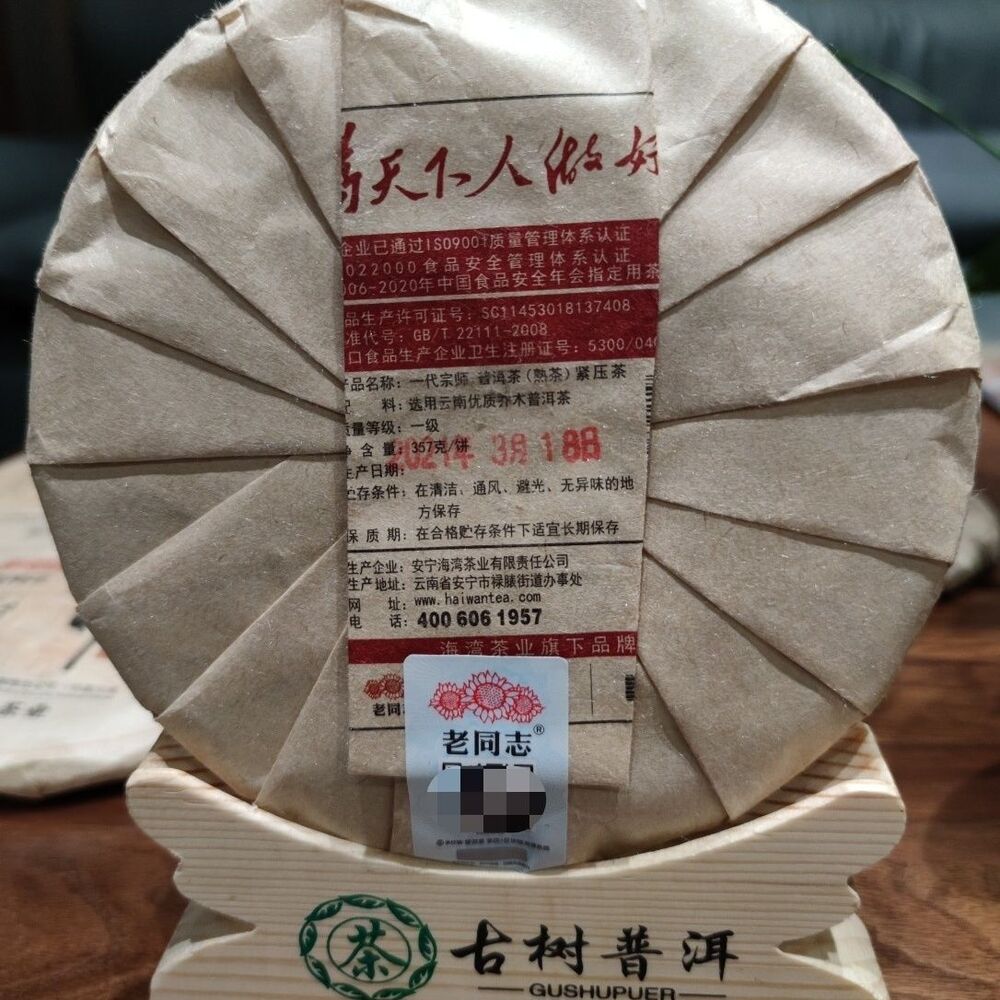 天下人做好
企业已通过ISO9001质量管理体系认证
022000食品安全管理体系认证
006-2020年中国食品安全年会指定用茶
品生产许可证号：SC11453018137408
准代号：GB/T 22111-2008
口食品生产企业卫生注册证号：5300/04
产品名称：一代宗师 普洱茶（熟茶）紧压茶
料：选用云南优质乔木普洱茶
质量等级：一级
净含量：357克/饼
生产日期：2021年 3月 18日
贮存条件：在清洁、通风、避光、无异味的地
方保存
保质期：在合格贮存条件下适宜长期保存
生产企业：安宁海湾茶业有限责任公司
生产地址：云南省安宁市禄脿街道办事处
网 址：www.haiwantea.com
电 话：400 606 1957
海湾茶业旗下品牌
老同
老同志®
茶业
茶
古树普洱
GUSHUPUER